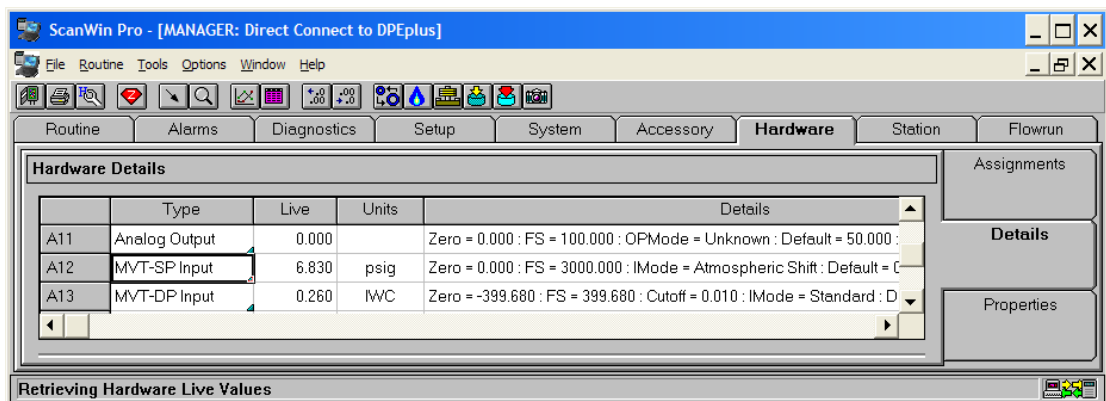 ScanWin Pro - [MANAGER: Direct Connect to DPEplus]
File Routine Tools Options Window Help
Routine Alarms Diagnostics Setup System Accessory Hardware Station Flowrun
Hardware Details
Assignments
Type Live Units Details
A11 Analog Output 0.000 Zero = 0.000 : FS = 100.000 : OPMode = Unknown : Default = 50.000 :
Details
A12 MVT-SP Input 6.830 psig Zero = 0.000 : FS = 3000.000 : IMode = Atmospheric Shift : Default =
A13 MVT-DP Input 0.260 IWC Zero = -399.680 : FS = 399.680 : Cutoff = 0.010 : IMode = Standard : D
Properties
Retrieving Hardware Live Values